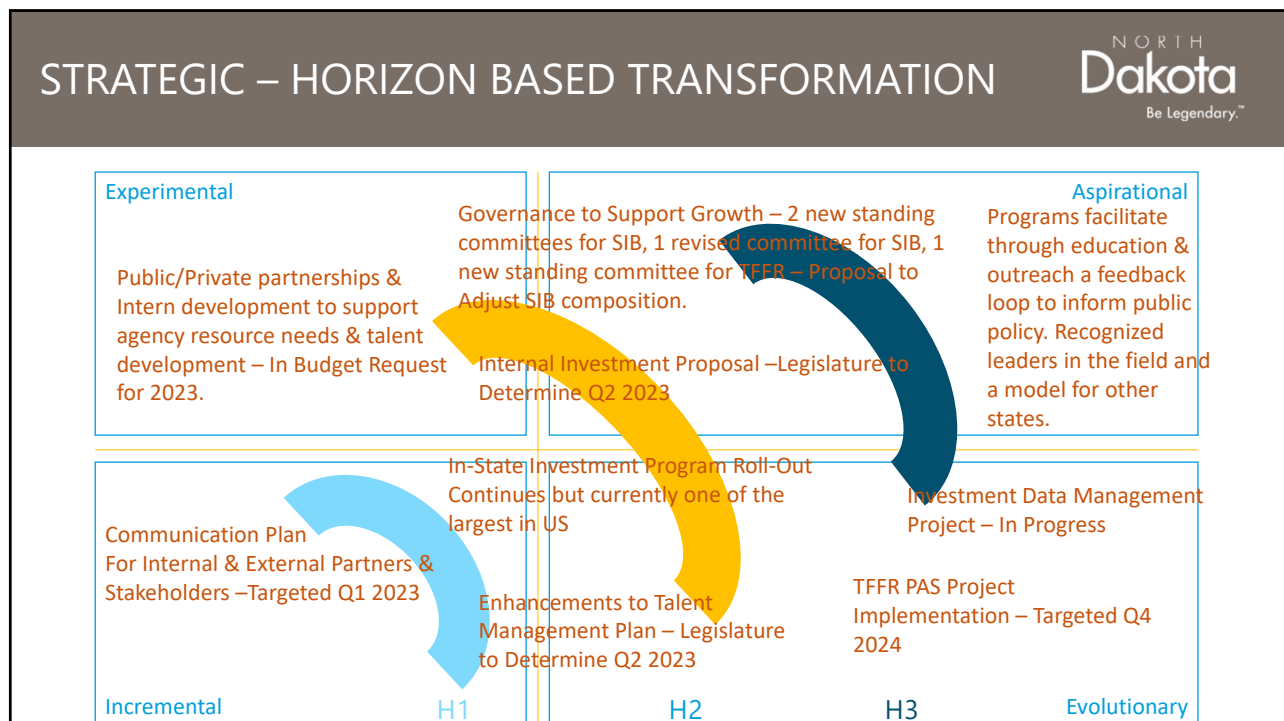 STRATEGIC – HORIZON BASED TRANSFORMATION
NORTH
Dakota
Be Legendary.™
Experimental
Aspirational
Public/Private partnerships &
Intern development to support
agency resource needs & talent
development – In Budget Request
for 2023.
Governance to Support Growth – 2 new standing
committees for SIB, 1 revised committee for SIB, 1
new standing committee for TFFR – Proposal to
Adjust SIB composition.
Internal Investment Proposal –Legislature to
Determine Q2 2023
Programs facilitate
through education &
outreach a feedback
loop to inform public
policy. Recognized
leaders in the field and
a model for other
states.
In-State Investment Program Roll-Out
Continues but currently one of the
largest in US
Communication Plan
For Internal & External Partners &
Stakeholders –Targeted Q1 2023
Enhancements to Talent
Management Plan – Legislature
to Determine Q2 2023
Investment Data Management
Project – In Progress
TFFR PAS Project
Implementation – Targeted Q4
2024
Incremental
H1
H2
H3
Evolutionary